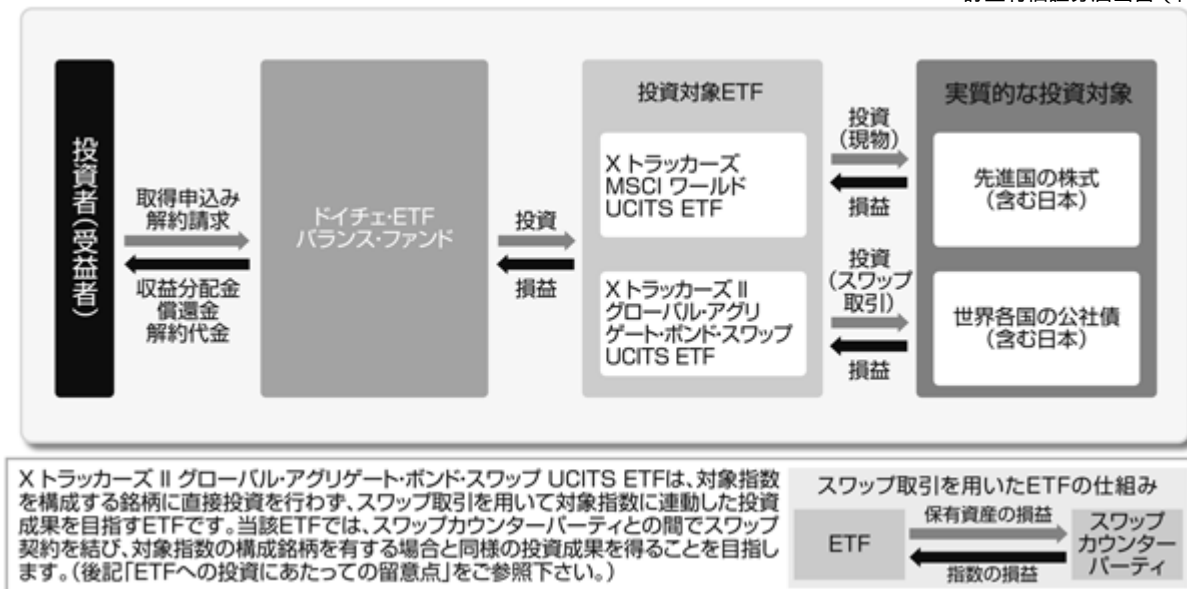 投資者(受益者)
取得申込み
解約請求
収益分配金
償還金
解約代金
ドイチェ・ETF
バランス・ファンド
投資
損益
投資対象ETF
X トラッカーズ
MSCI ワールド
UCITS ETF
X トラッカーズ II
グローバル・アグリ
ゲート・ボンド・スワップ
UCITS ETF
投資
(現物)
損益
投資
(スワップ
取引)
損益
実質的な投資対象
先進国の株式
(含む日本)
世界各国の公社債
(含む日本)
X トラッカーズ II グローバル・アグリゲート・ボンド・スワップ UCITS ETFは、対象指数
を構成する銘柄に直接投資を行わず、スワップ取引を用いて対象指数に連動した投資
成果を目指すETFです。当該ETFでは、スワップカウンターパーティとの間でスワップ
契約を結び、対象指数の構成銘柄を有する場合と同様の投資成果を得ることを目指し
ます。(後記「ETFへの投資にあたっての留意点」をご参照下さい。)
スワップ取引を用いたETFの仕組み
ETF
保有資産の損益
指数の損益
スワップ
カウンター
パーティ